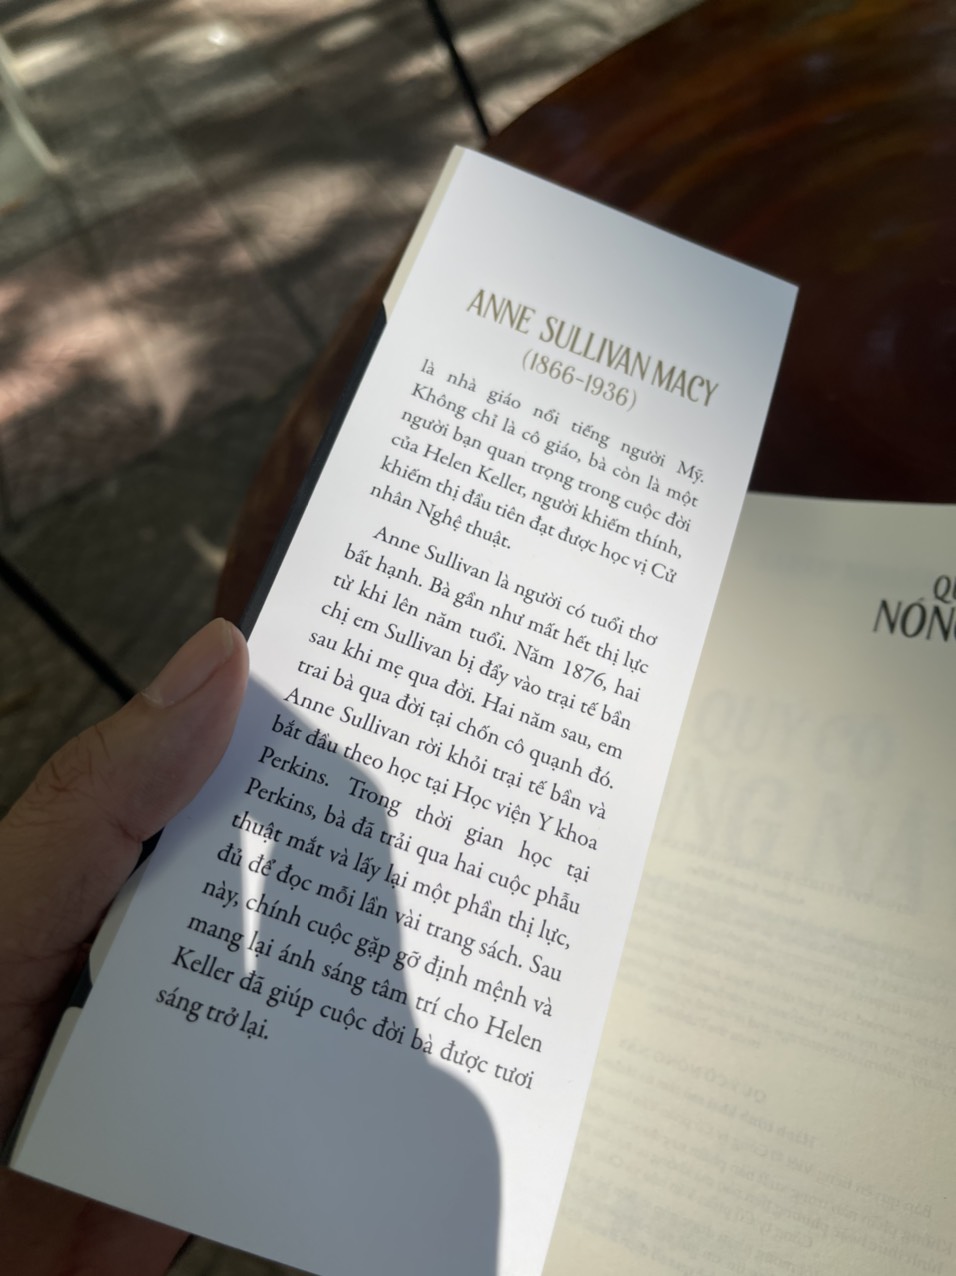 ANNE SULLIVAN MACY
(1866-1936)
là nhà giáo nổi tiếng người Mỹ.
Không chỉ là cô giáo, bà còn là một
người bạn quan trọng trong cuộc đời
của Helen Keller, người khiếm thính,
khiếm thị đầu tiên đạt được học vị Cử
nhân Nghệ thuật.
Anne Sullivan là người có tuổi thơ
bất hạnh. Bà gần như mất hết thị lực
từ khi lên năm tuổi. Năm 1876, hai
chị em Sullivan bị đẩy vào trại tế bần
sau khi mẹ qua đời. Hai năm sau, em
trai bà qua đời tại chốn cô quạnh đó.
Anne Sullivan rời khỏi trại tế bần và
bắt đầu theo học tại Học viện Y khoa
Perkins. Trong thời gian học tại
Perkins, bà đã trải qua hai cuộc phẫu
thuật mắt và lấy lại một phần thị lực,
đủ để đọc mỗi lần vài trang sách. Sau
này, chính cuộc gặp gỡ định mệnh và
mang lại ánh sáng tâm trí cho Helen
Keller đã giúp cuộc đời bà được tươi
sáng trở lại.